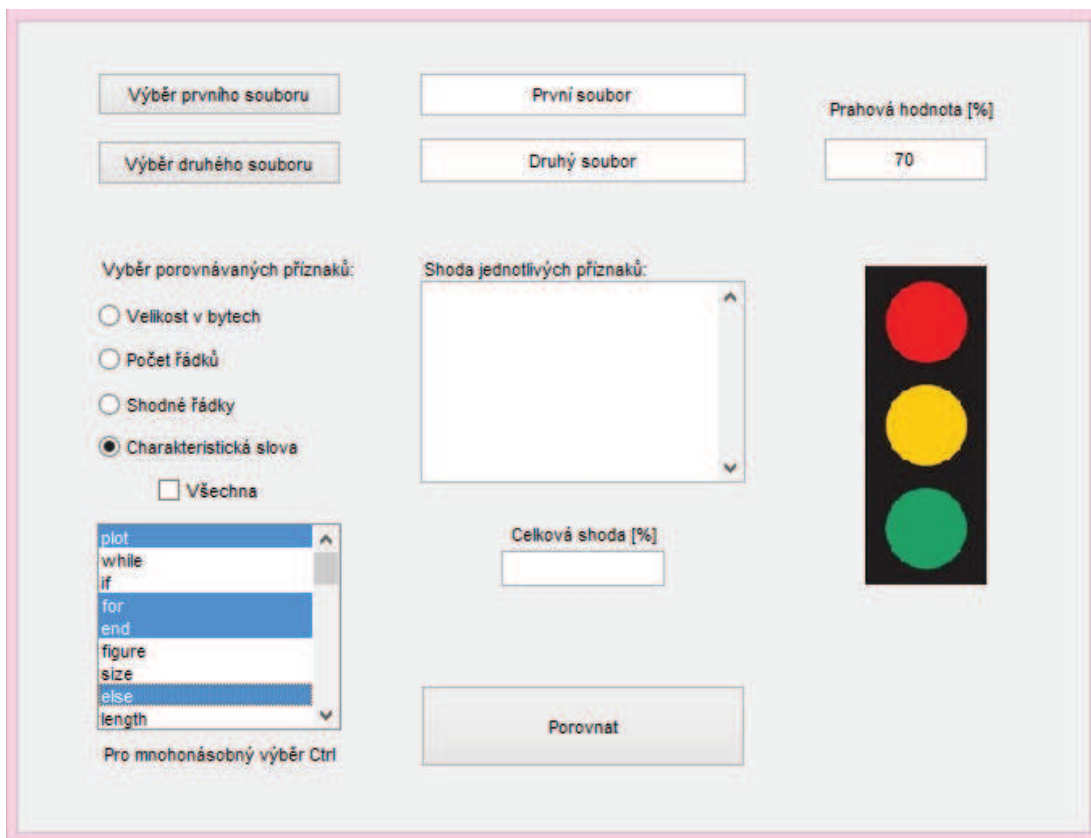 Výběr prvního souboru
První soubor
Prahová hodnota [%]
Výběr druhého souboru
Druhý soubor
70
Vyběr porovnávaných příznaků:
Shoda jednotlivých příznaků:
Velikost v bytech
Počet řádků
Shodné řádky
Charakteristická slova
Všechna
plot
while
if
for
end
figure
size
else
length
Pro mnohonásobný výběr Ctrl
Celková shoda [%]
Porovnat